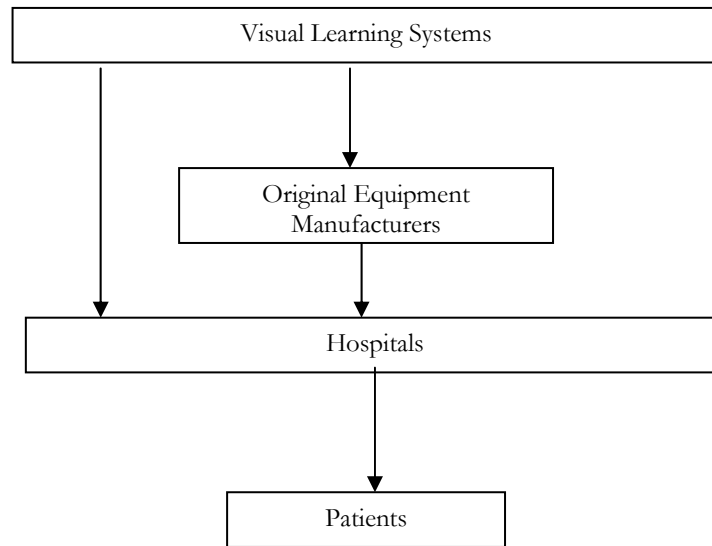 Visual Learning Systems
Original Equipment
Manufacturers
Hospitals
Patients